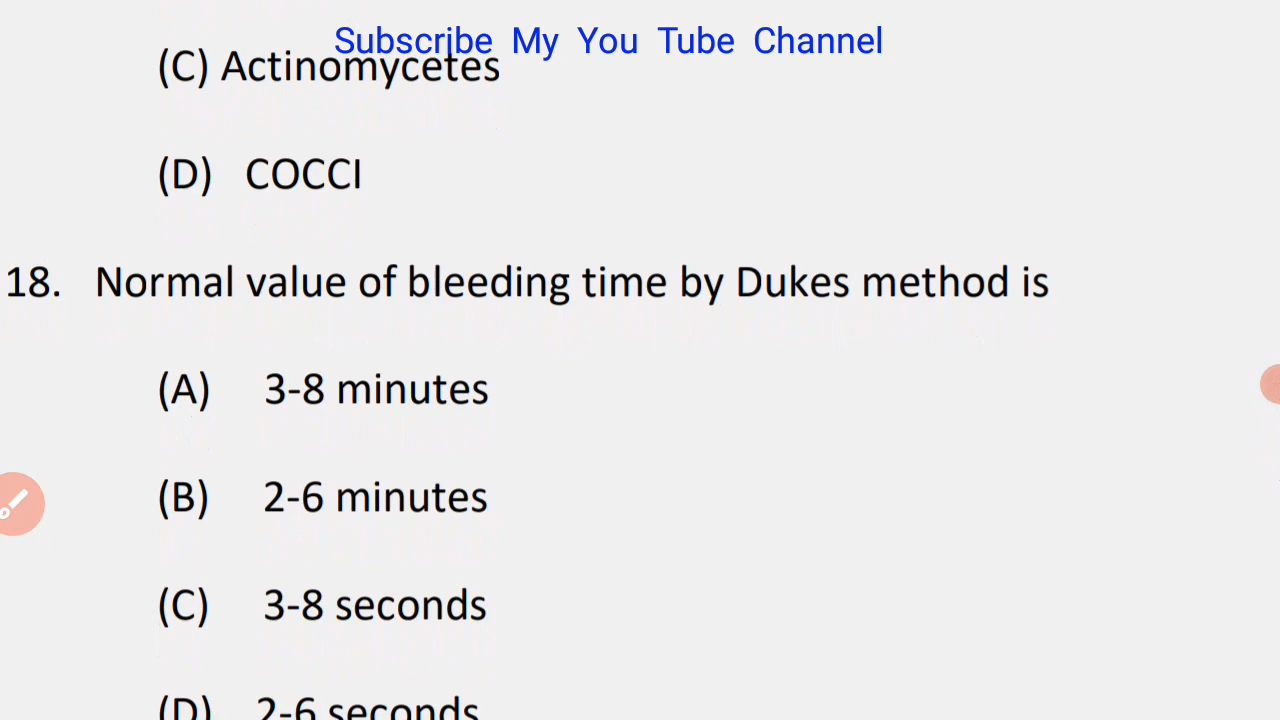 Subscribe My You Tube Channel
(C) Actinomycetes
(D) COCCI
18. Normal value of bleeding time by Dukes method is
(A) 3-8 minutes
(B) 2-6 minutes
(C) 3-8 seconds
(D) 2-6 seconds